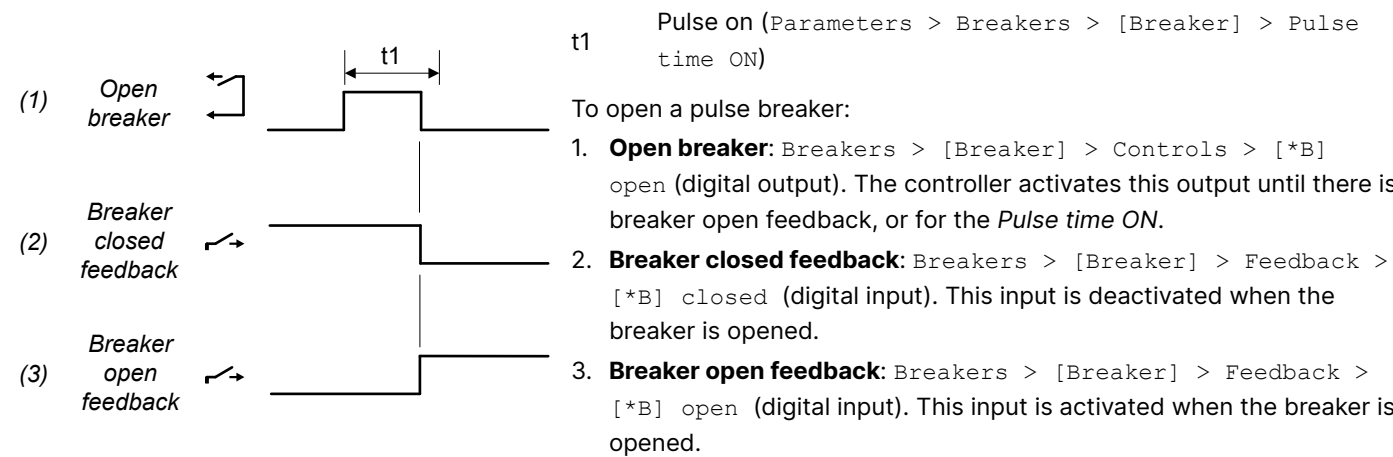 t1
(1)
Open
breaker
(2)
Breaker
closed
feedback
(3)
Breaker
open
feedback
t1
Pulse on (Parameters > Breakers > [Breaker] > Pulse
time ON)
To open a pulse breaker:
1. Open breaker: Breakers > [Breaker] > Controls > [*B]
open (digital output). The controller activates this output until there is
breaker open feedback, or for the Pulse time ON.
2. Breaker closed feedback: Breakers > [Breaker] > Feedback >
[*B] closed (digital input). This input is deactivated when the
breaker is opened.
3. Breaker open feedback: Breakers > [Breaker] > Feedback >
[*B] open (digital input). This input is activated when the breaker is
opened.